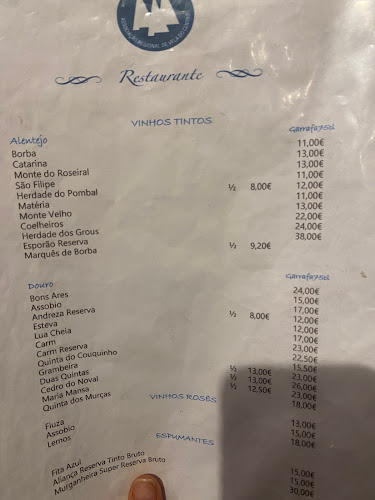 ASSOCIAÇÃO REGIONAL DE VELA DO CENTRO
Restaurante
VINHOS TINTOS
Alentejo
Garrafa 75cl
Borba
Catarina
Monte do Roseiral
São Filipe
Herdade do Pombal
Matéria
Monte Velho
Coelheiros
Herdade dos Grous
Esporão Reserva
Marquês de Borba
½ 8,00€
½ 9,20€
11,00€
13,00€
13,00€
11,00€
12,00€
11,00€
13,00€
22,00€
24,00€
38,00€
Douro
Garrafa 75cl
Bons Ares
Assobio
Andreza Reserva
Esteva
Lua Cheia
Carm
Carm Reserva
Quinta do Couquinho
Grambeira
Duas Quintas
Cedro do Noval
Maria Mansa
Quinta dos Murças
½ 8,00€
½ 13,00€
½ 13,00€
½ 12,50€
24,00€
15,00€
17,00€
12,00€
12,00€
17,00€
23,00€
22,50€
15,50€
23,00€
26,00€
23,00€
18,00€
VINHOS ROSÉS
Fiuza
Assobio
Lemos
13,00€
15,00€
18,00€
ESPUMANTES
Fita Azul
Aliança Reserva Tinto Bruto
Murganheira Super Reserva Bruto
15,00€
15,00€
30,00€